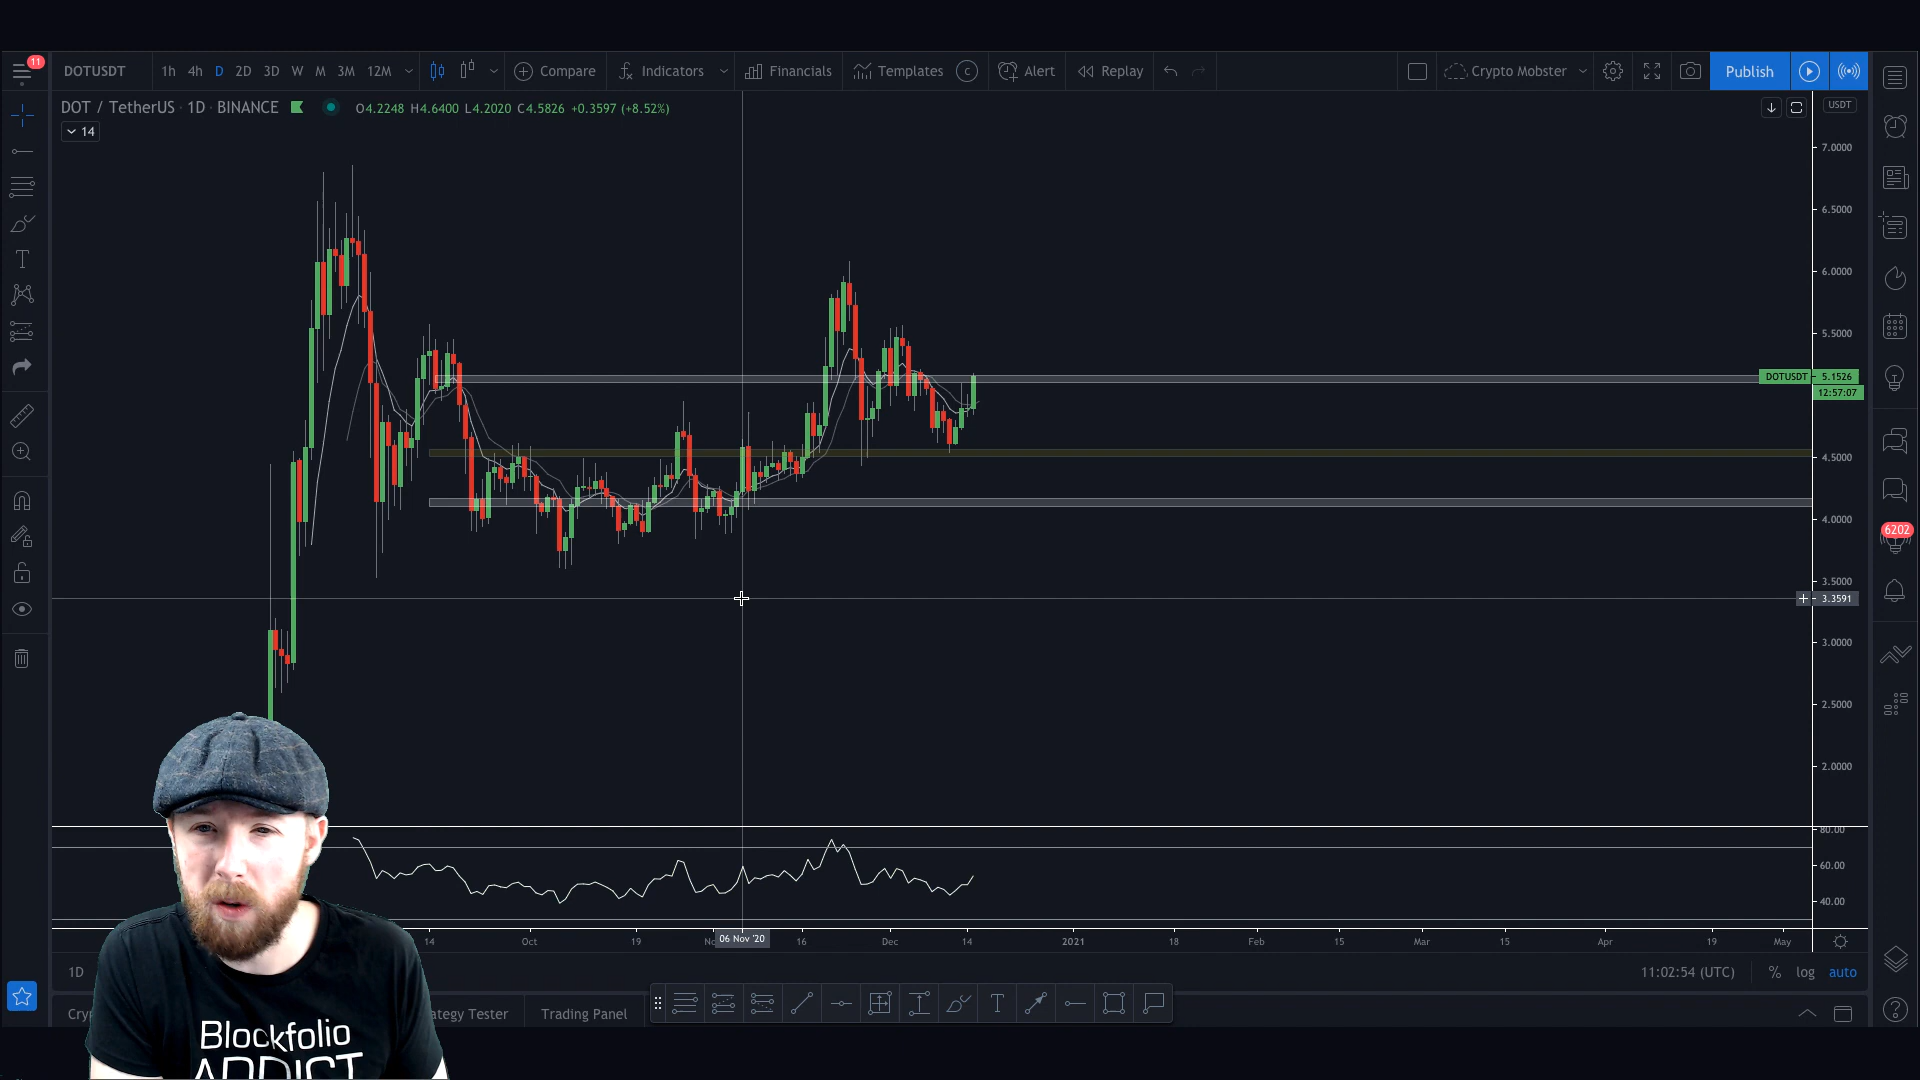 11
DOTUSDT 1h 4h D 2D 3D W M 3M 12M Compare Indicators Financials Templates C Alert Replay Crypto Mobster Publish
DOT / TetherUS · 1D · BINANCE O4.2248 H4.6400 L4.2020 C4.5826 +0.3597 (+8.52%) USDT
14
7.0000
6.5000
6.0000
5.5000
DOTUSDT 5.1526
12:57:07
4.5000
4.0000
6202
3.5000
3.3591
3.0000
2.5000
2.0000
80.00
60.00
40.00
14 Oct 19 06 Nov '20 16 Dec 14 2021 18 Feb 15 Mar 15 Apr 19 May
1D 11:02:54 (UTC) % log auto
Cry ategy Tester Trading Panel
T
Blockfolio
ADDICT